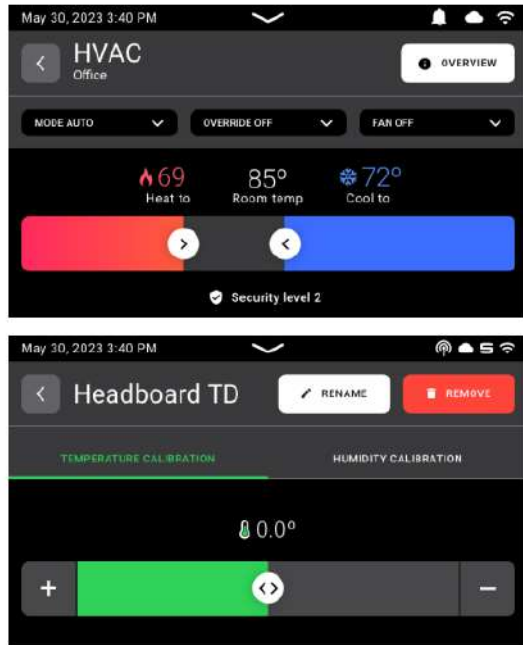 May 30, 2023 3:40 PM
HVAC
Office
OVERVIEW
MODE AUTO
OVERRIDE OFF
FAN OFF
69 85° 72°
Heat to Room temp Cool to
Security level 2
May 30, 2023 3:40 PM
Headboard TD
RENAME
REMOVE
TEMPERATURE CALIBRATION
HUMIDITY CALIBRATION
0.0°
+ −